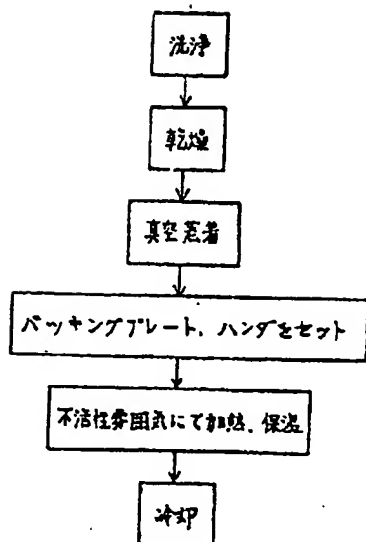 洗浄
乾燥
真空蒸着
バッキングプレート、ハンダをセット
不活性雰囲気にて加熱、保温
冷却